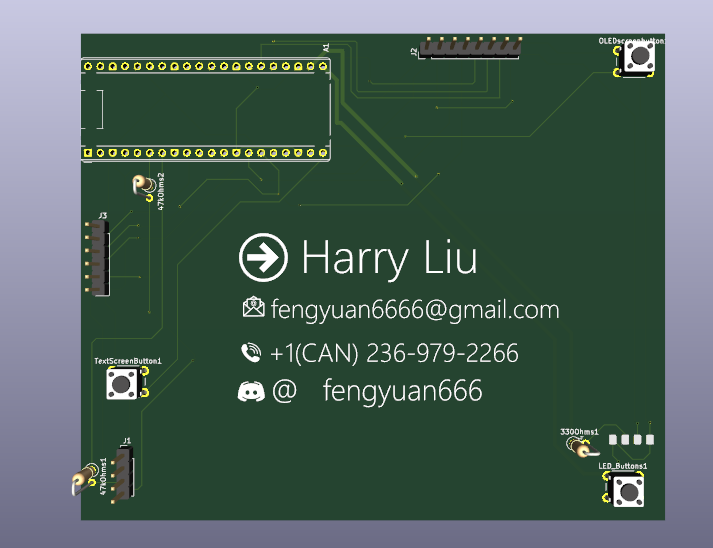 A1
J2
OLEDscreenbutton1
47kOhms2
J3
Harry Liu
fengyuan6666@gmail.com
+1(CAN) 236-979-2266
@ fengyuan666
TextScreenButton1
J1
47kOhms1
330Ohms1
LED_Buttons1